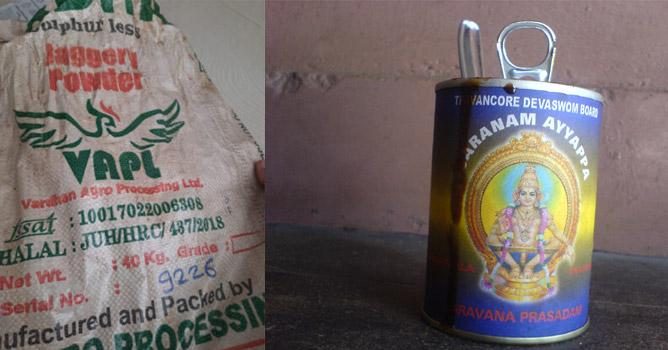 Sulphur less
Jaggery
Powder
VAPL
Vardhan Agro Processing Ltd.
fssai : 10017022006308
HALAL : JUH/HRC/ 437/2018
Net Wt. : 40 Kg. Grade :
Serial No. : 9226
Manufactured and Packed by
PROCESSING
TRAVANCORE DEVASWOM BOARD
SARANAM AYYAPPA
ARAVANA PRASADAM